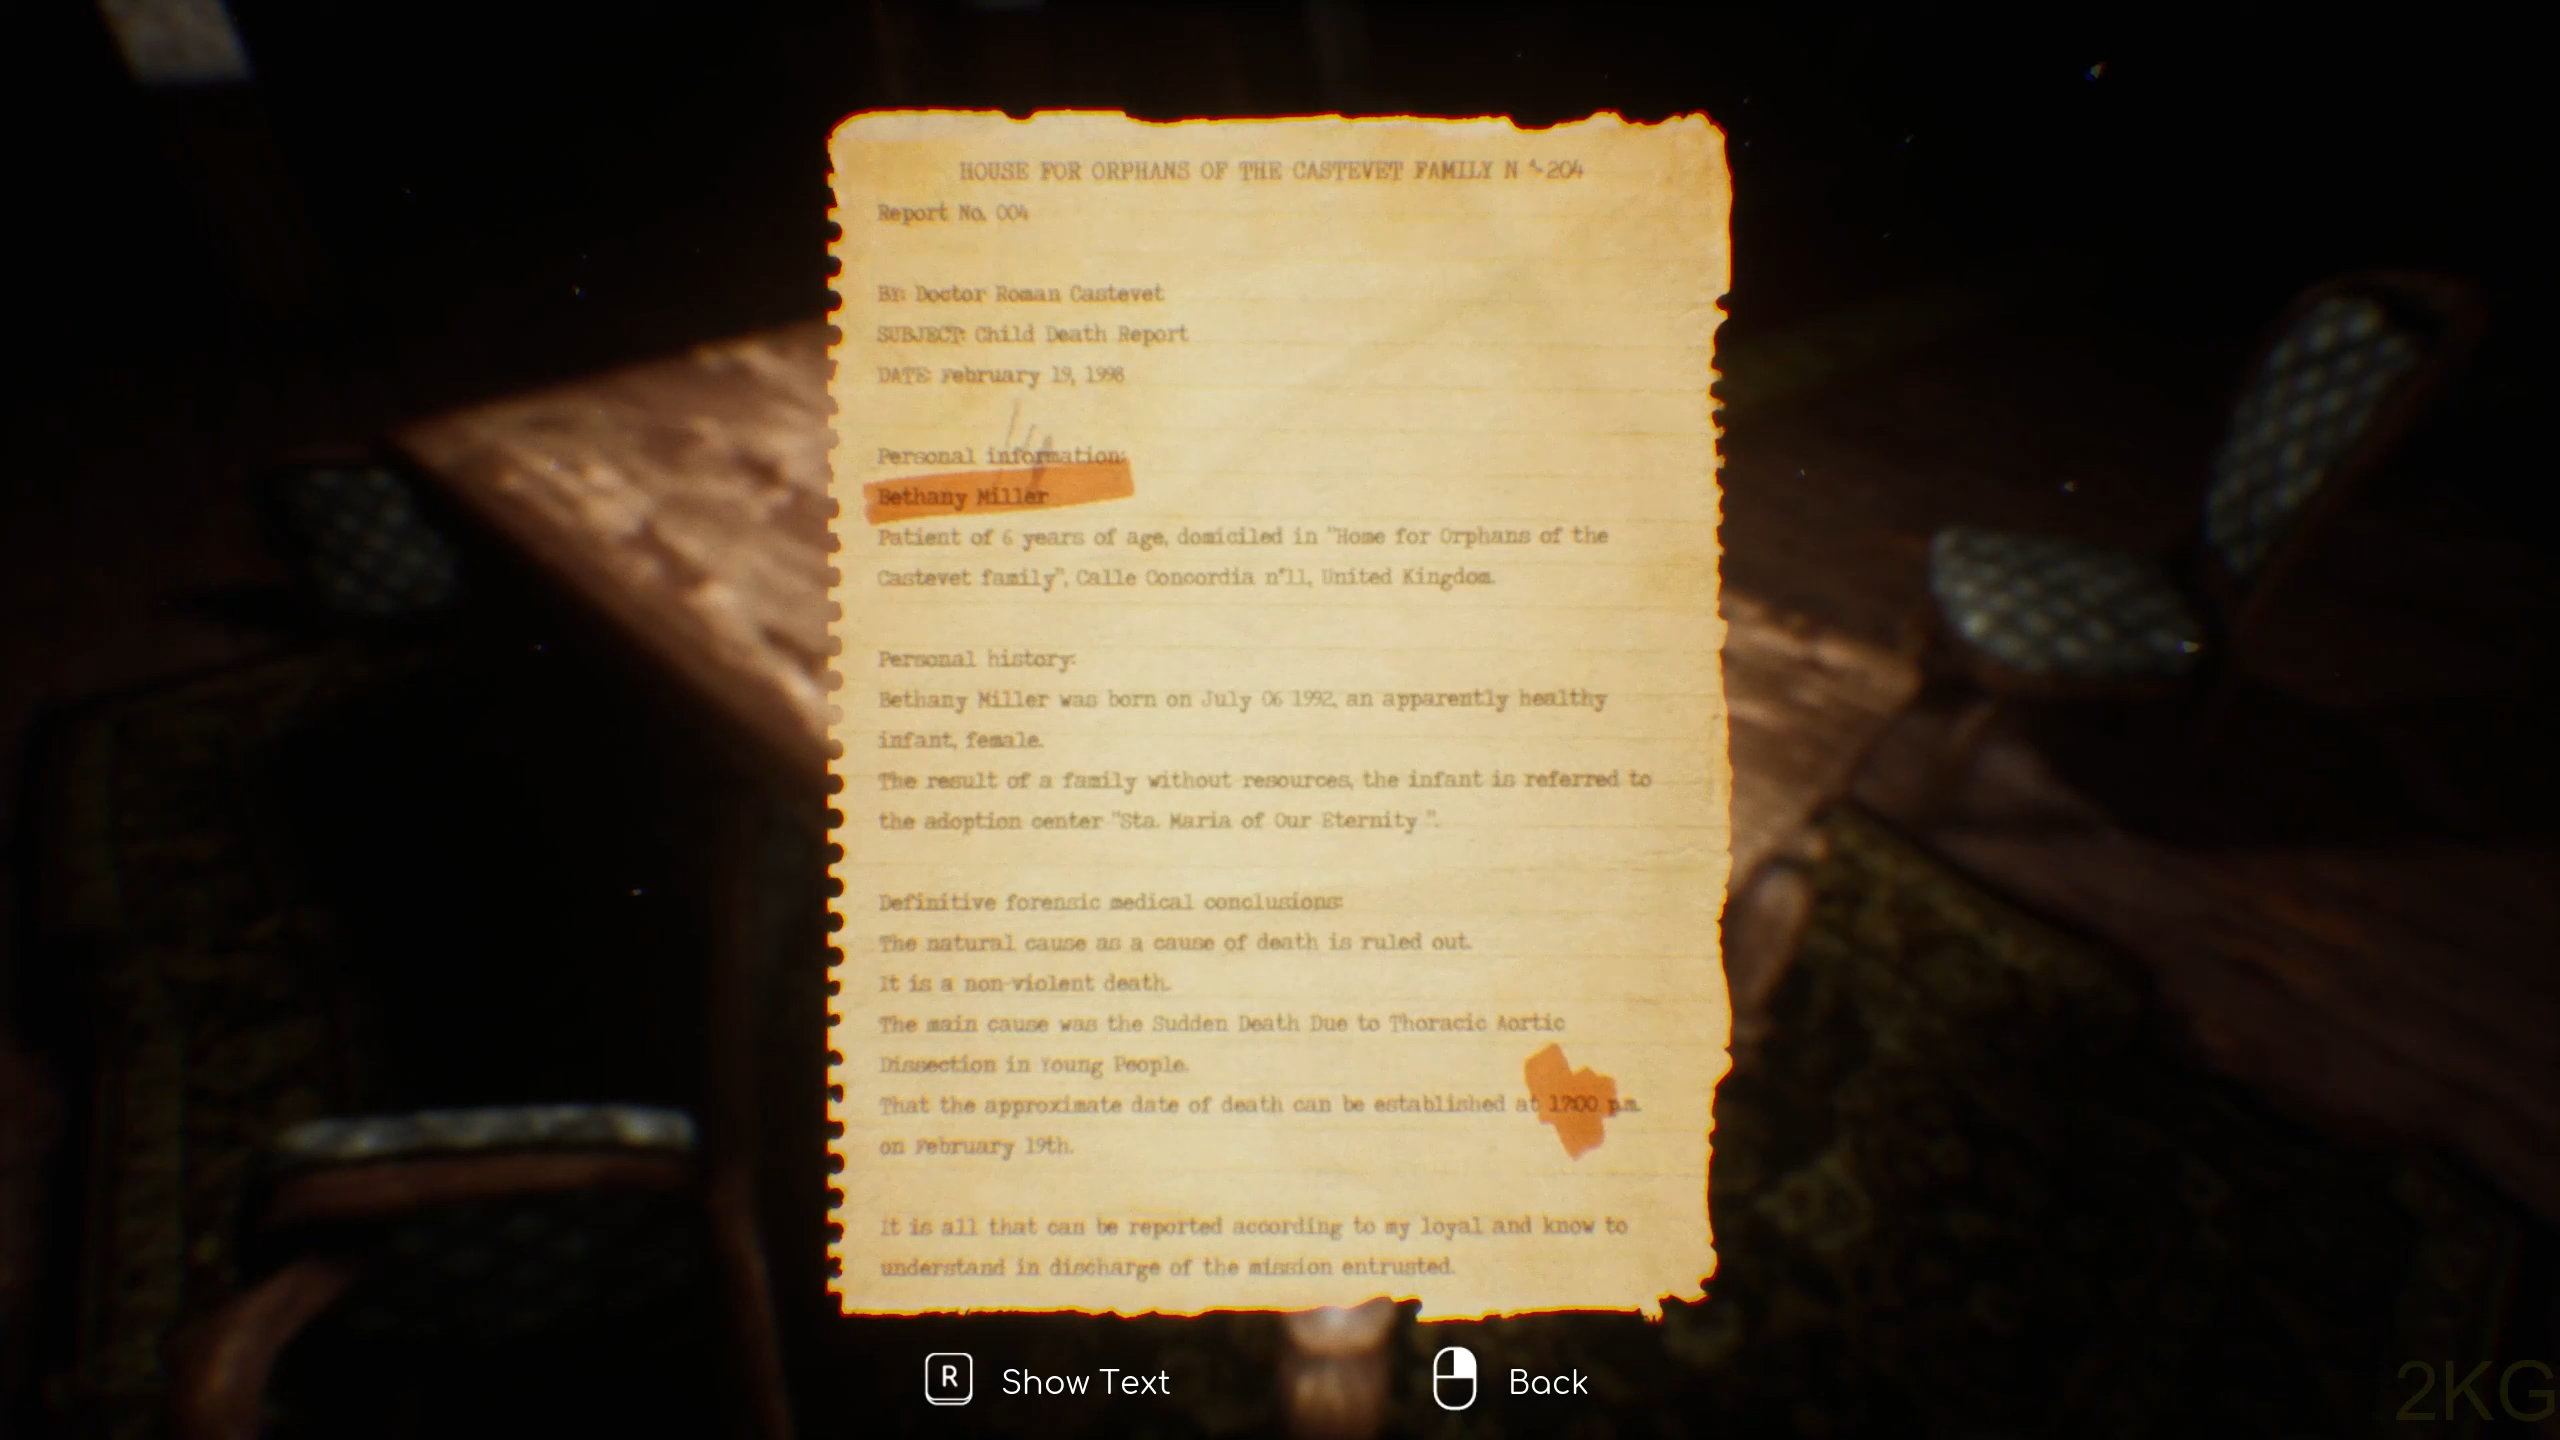 HOUSE FOR ORPHANS OF THE CASTEVET FAMILY N 204
Report No. 004
BY: Doctor Roman Castevet
SUBJECT: Child Death Report
DATE: February 19, 1998
Personal information:
Bethany Miller
Patient of 6 years of age, domiciled in "Home for Orphans of the
Castevet family", Calle Concordia n°11, United Kingdom.
Personal history:
Bethany Miller was born on July 06 1992, an apparently healthy
infant, female.
The result of a family without resources, the infant is referred to
the adoption center "Sta. Maria of Our Eternity ".
Definitive forensic medical conclusions:
The natural cause as a cause of death is ruled out.
It is a non-violent death.
The main cause was the Sudden Death Due to Thoracic Aortic
Dissection in Young People.
That the approximate date of death can be established at 17:00 p.m.
on February 19th.
It is all that can be reported according to my loyal and know to
understand in discharge of the mission entrusted.
R Show Text
Back
2KG